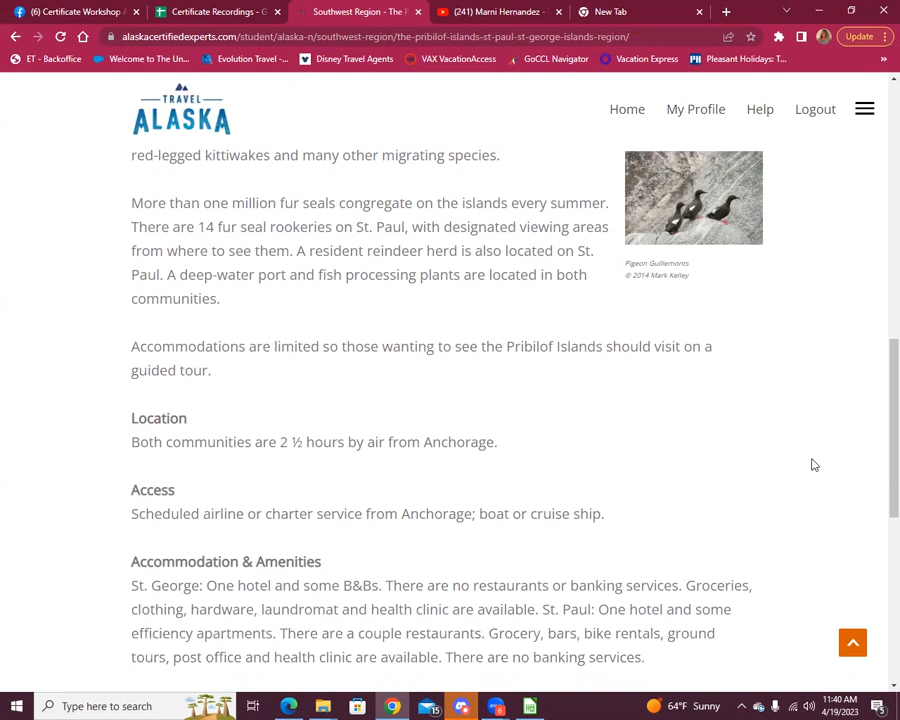 (6) Certificate Workshop A
Certificate Recordings - G
Southwest Region - The P
(241) Marni Hernandez -
New Tab
alaskacertifiedexperts.com/student/alaska-n/southwest-region/the-pribilof-islands-st-paul-st-george-islands-region/
Update
ET - Backoffice
Welcome to The Un...
Evolution Travel -...
Disney Travel Agents
VAX VacationAccess
GoCCL Navigator
Vacation Express
Pleasant Holidays: T...
»
TRAVEL
ALASKA
Home
My Profile
Help
Logout
red-legged kittiwakes and many other migrating species.
More than one million fur seals congregate on the islands every summer.
There are 14 fur seal rookeries on St. Paul, with designated viewing areas
from where to see them. A resident reindeer herd is also located on St.
Paul. A deep-water port and fish processing plants are located in both
communities.
Pigeon Guillemonts
© 2014 Mark Kelley
Accommodations are limited so those wanting to see the Pribilof Islands should visit on a
guided tour.
Location
Both communities are 2 ½ hours by air from Anchorage.
Access
Scheduled airline or charter service from Anchorage; boat or cruise ship.
Accommodation & Amenities
St. George: One hotel and some B&Bs. There are no restaurants or banking services. Groceries,
clothing, hardware, laundromat and health clinic are available. St. Paul: One hotel and some
efficiency apartments. There are a couple restaurants. Grocery, bars, bike rentals, ground
tours, post office and health clinic are available. There are no banking services.
Type here to search
15
6
64°F Sunny
11:40 AM
4/19/2023
5